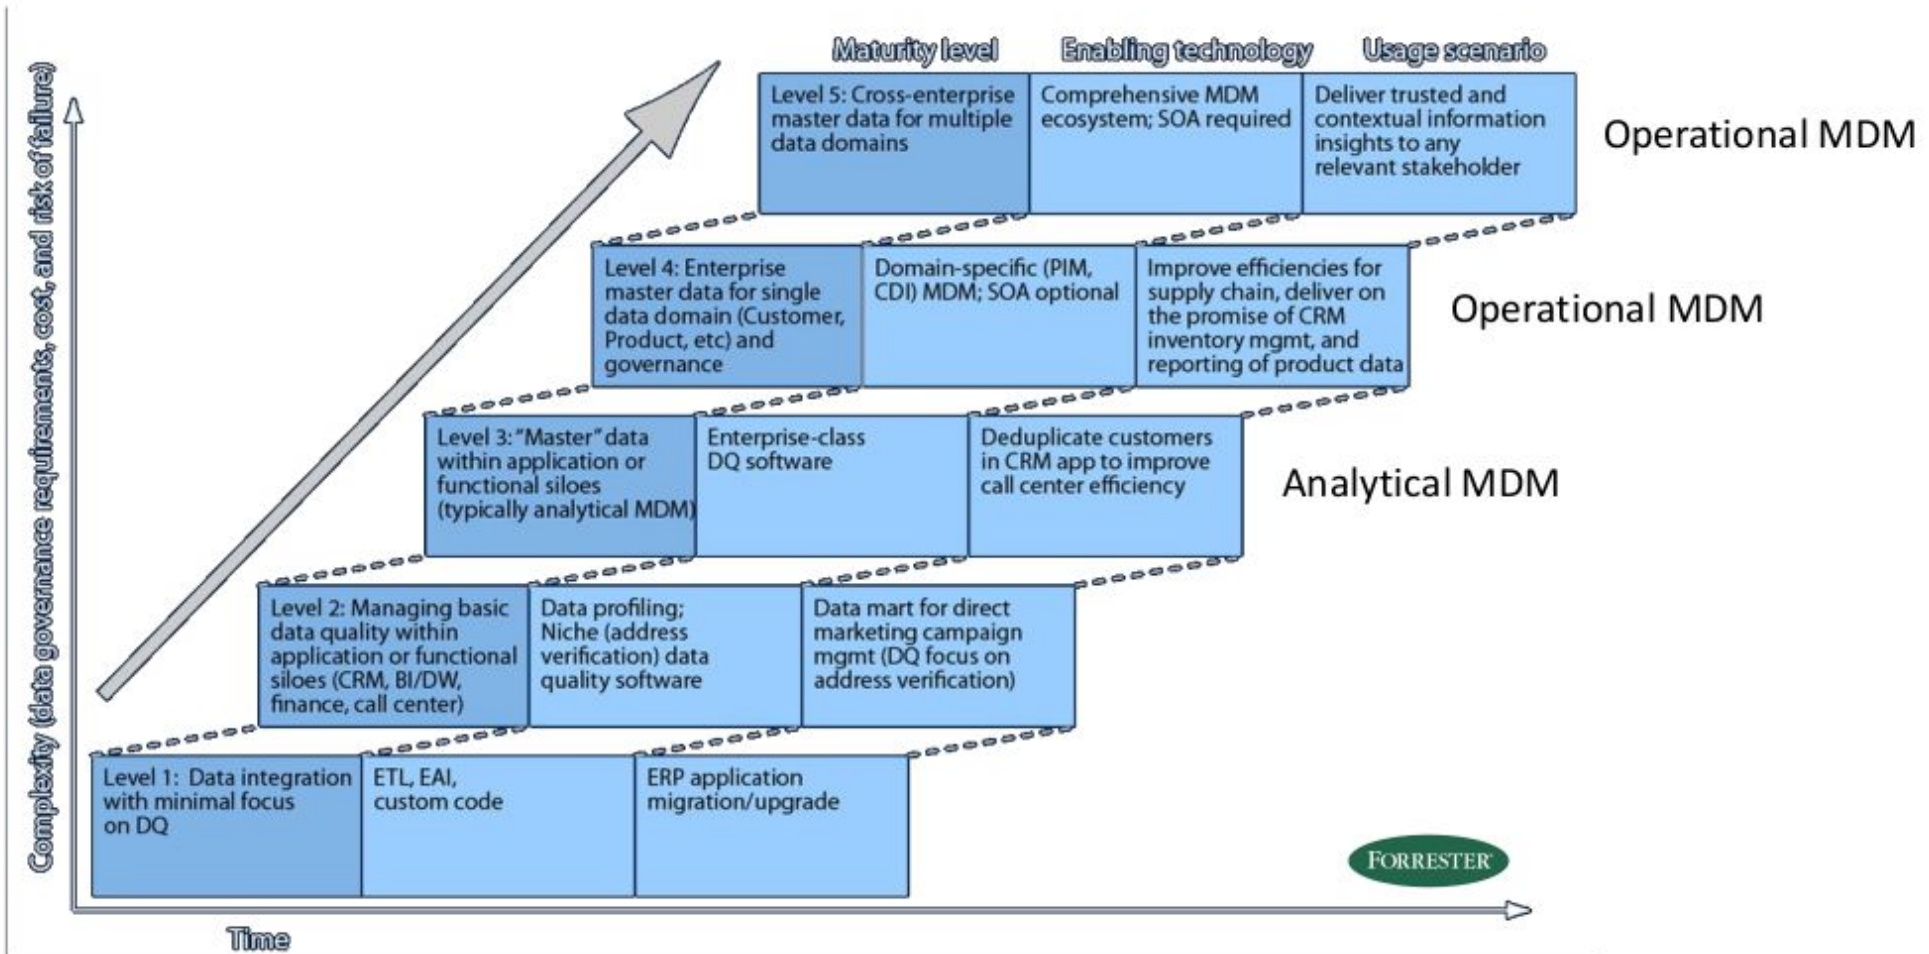 Complexity (data governance requirements, cost, and risk of failure)
Maturity level
Enabling technology
Usage scenario
Level 5: Cross-enterprise
master data for multiple
data domains
Comprehensive MDM
ecosystem; SOA required
Deliver trusted and
contextual information
insights to any
relevant stakeholder
Operational MDM
Level 4: Enterprise
master data for single
data domain (Customer,
Product, etc) and
governance
Domain-specific (PIM,
CDI) MDM; SOA optional
Improve efficiencies for
supply chain, deliver on
the promise of CRM
inventory mgmt, and
reporting of product data
Operational MDM
Level 3: "Master" data
within application or
functional siloes
(typically analytical MDM)
Enterprise-class
DQ software
Deduplicate customers
in CRM app to improve
call center efficiency
Analytical MDM
Level 2: Managing basic
data quality within
application or functional
siloes (CRM, BI/DW,
finance, call center)
Data profiling;
Niche (address
verification) data
quality software
Data mart for direct
marketing campaign
mgmt (DQ focus on
address verification)
Level 1: Data integration
with minimal focus
on DQ
ETL, EAI,
custom code
ERP application
migration/upgrade
FORRESTER
Time